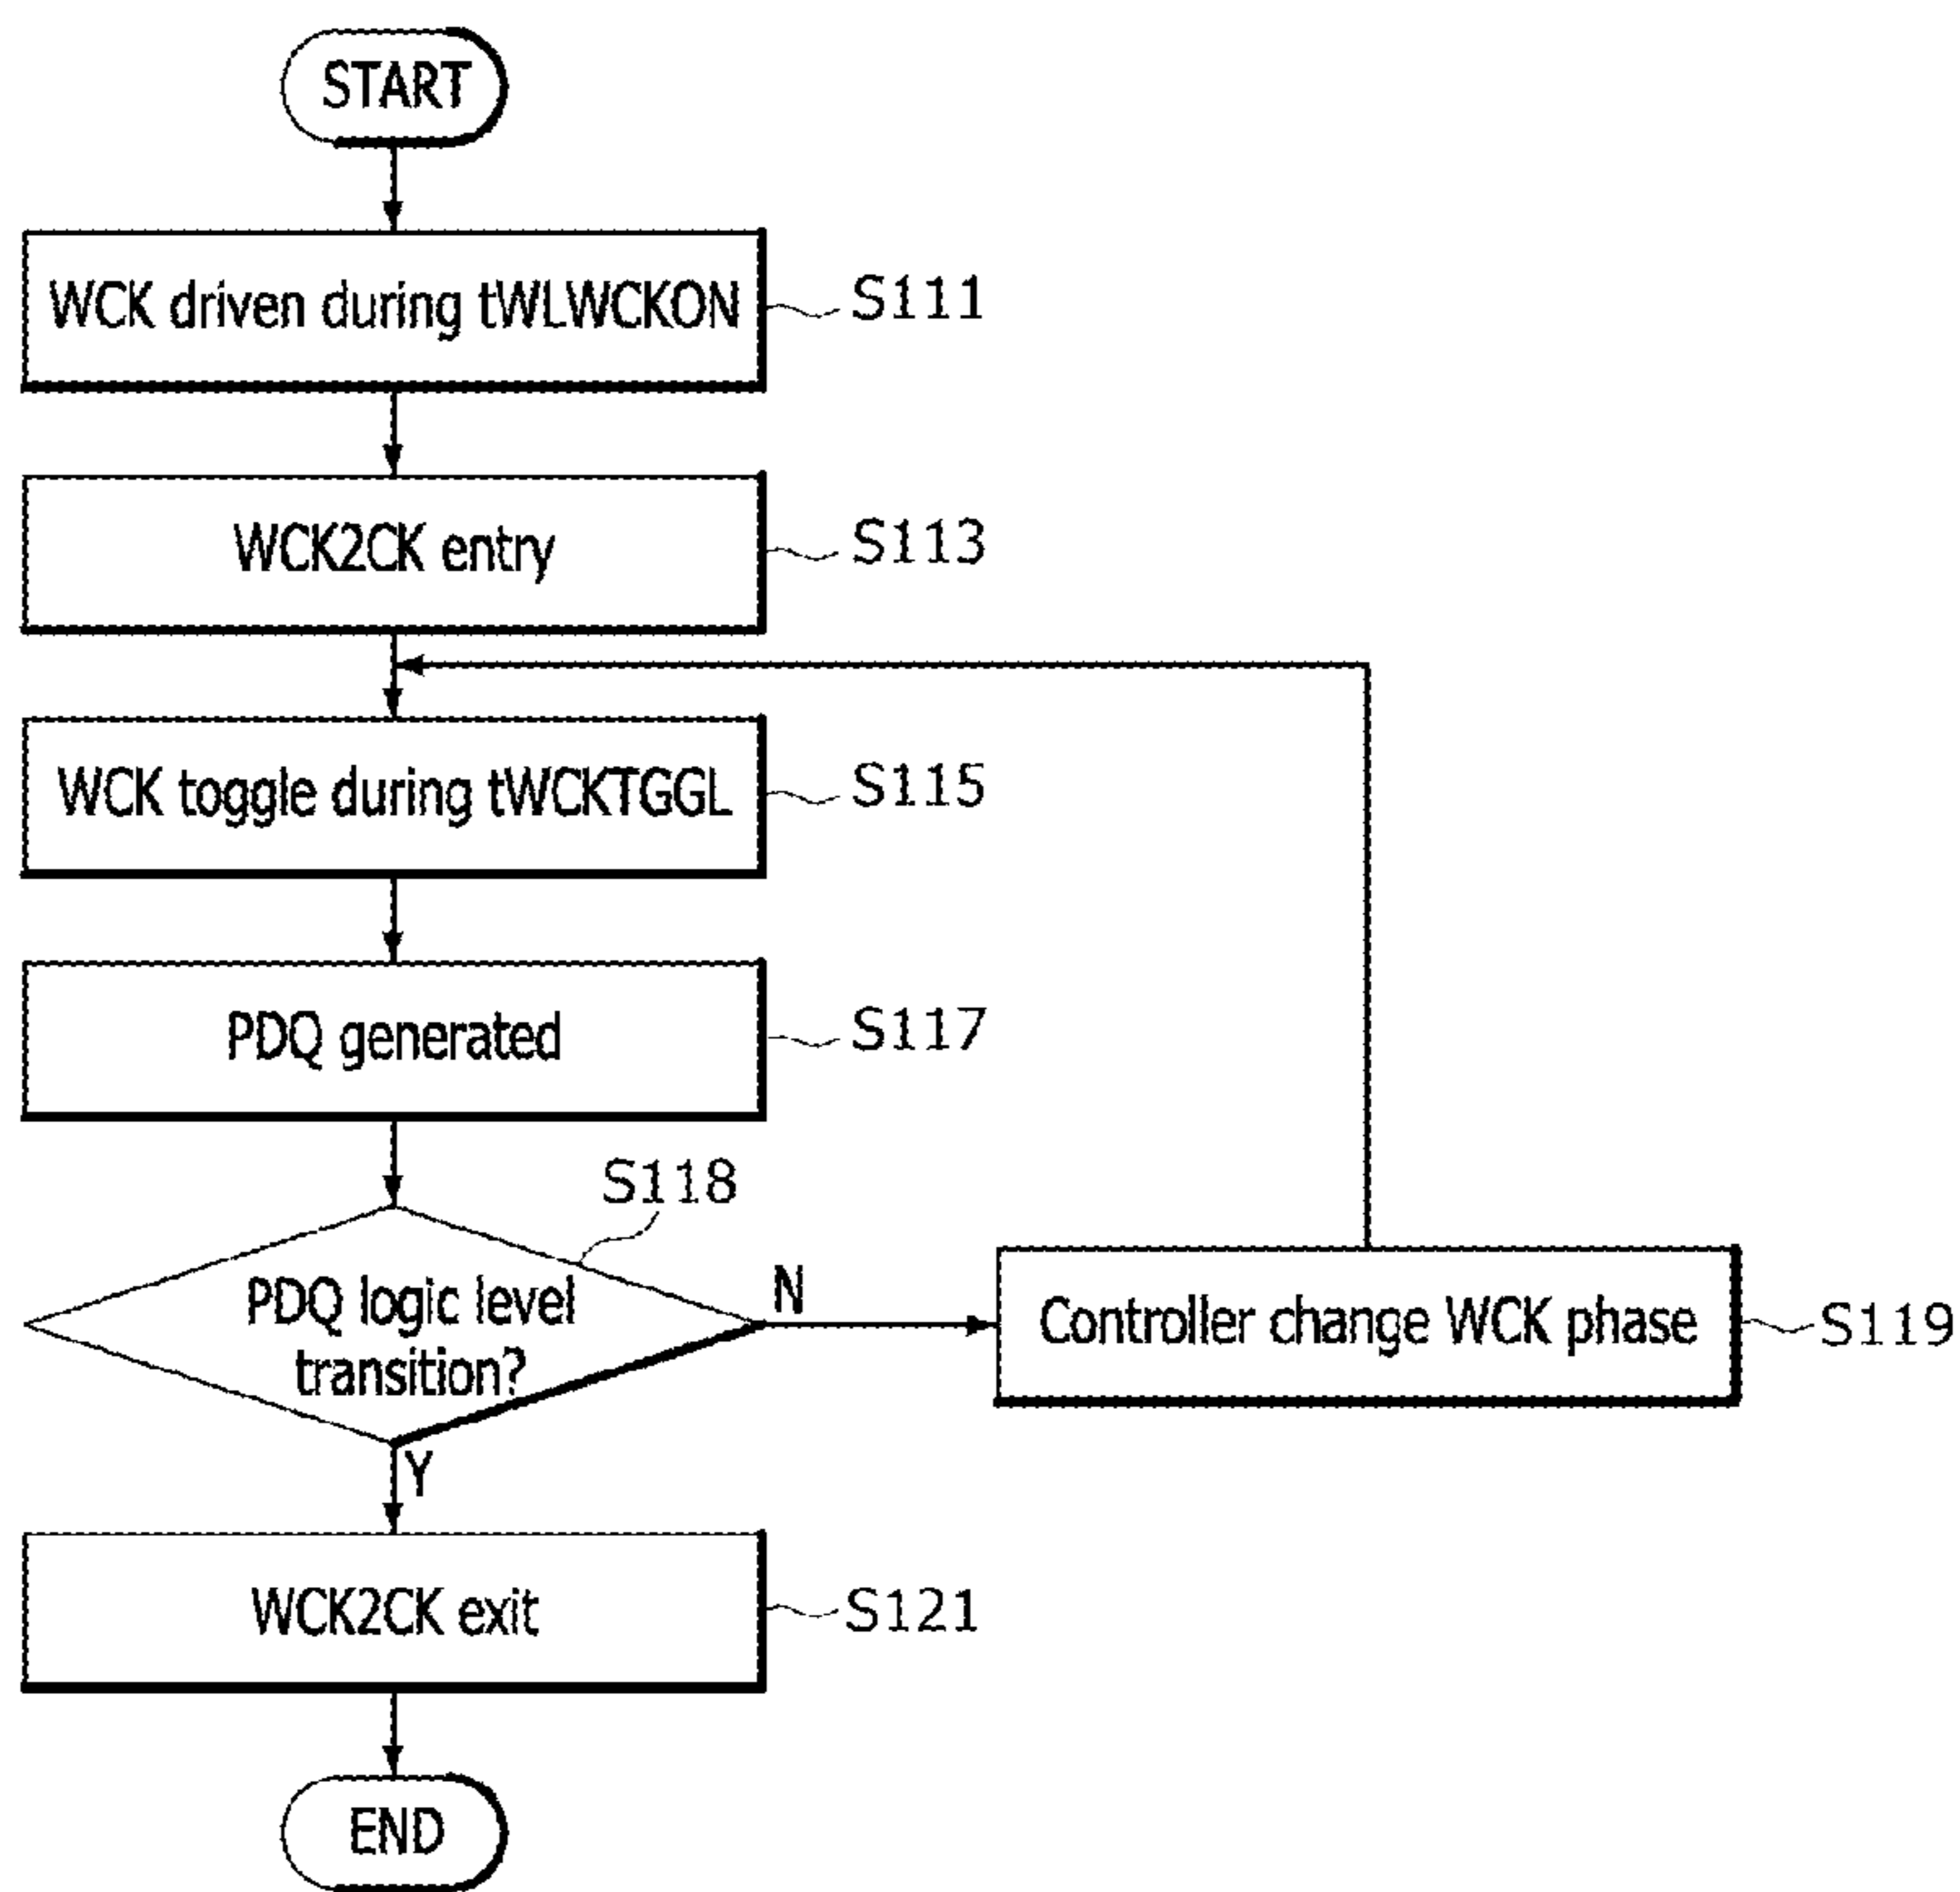 START
WCK driven during tWLWCKON
S111
WCK2CK entry
S113
WCK toggle during tWCKTGGL
S115
PDQ generated
S117
S118
PDQ logic level
transition?
N
Controller change WCK phase
S119
Y
WCK2CK exit
S121
END